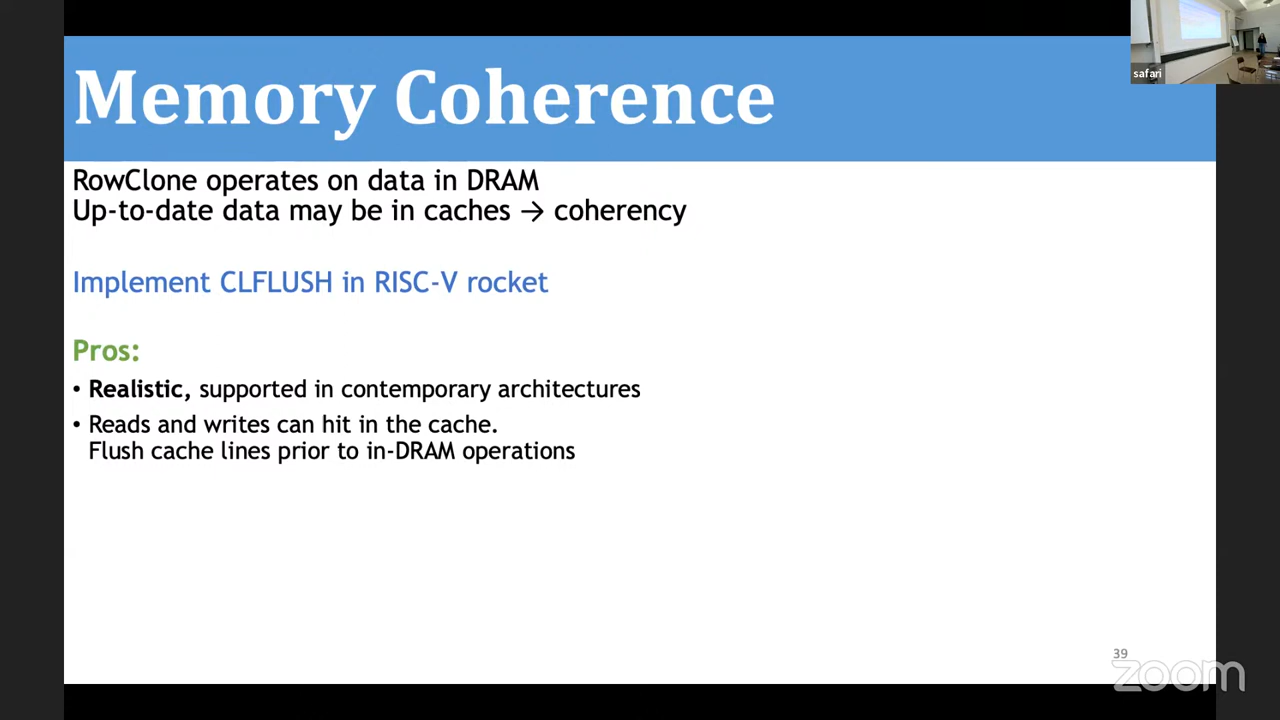 Memory Coherence
safari
RowClone operates on data in DRAM
Up-to-date data may be in caches → coherency
Implement CLFLUSH in RISC-V rocket
Pros:
• Realistic, supported in contemporary architectures
• Reads and writes can hit in the cache.
Flush cache lines prior to in-DRAM operations
39
zoom